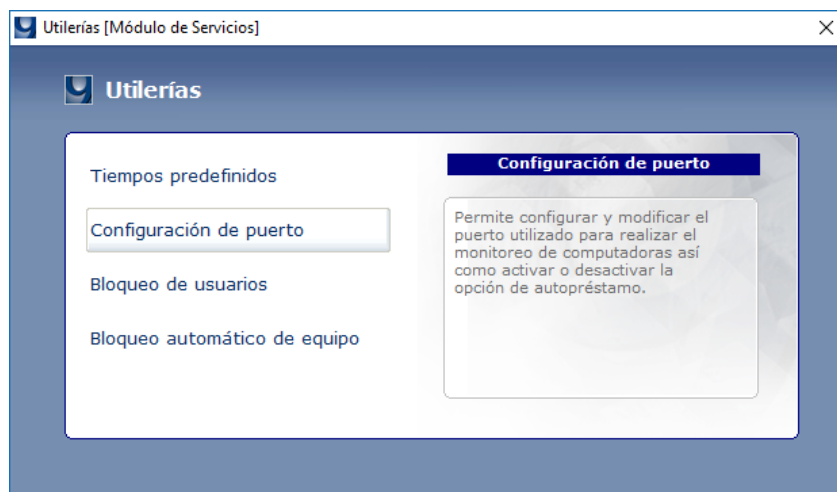 Utilerías [Módulo de Servicios]
Utilerías
Tiempos predefinidos
Configuración de puerto
Bloqueo de usuarios
Bloqueo automático de equipo
Configuración de puerto
Permite configurar y modificar el
puerto utilizado para realizar el
monitoreo de computadoras así
como activar o desactivar la
opción de autopréstamo.